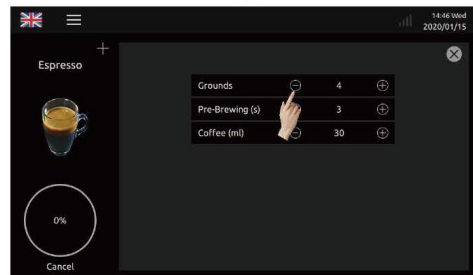 14:46 Wed
2020/01/15
Espresso
Grounds 4
Pre-Brewing (s) 3
Coffee (ml) 30
0%
Cancel